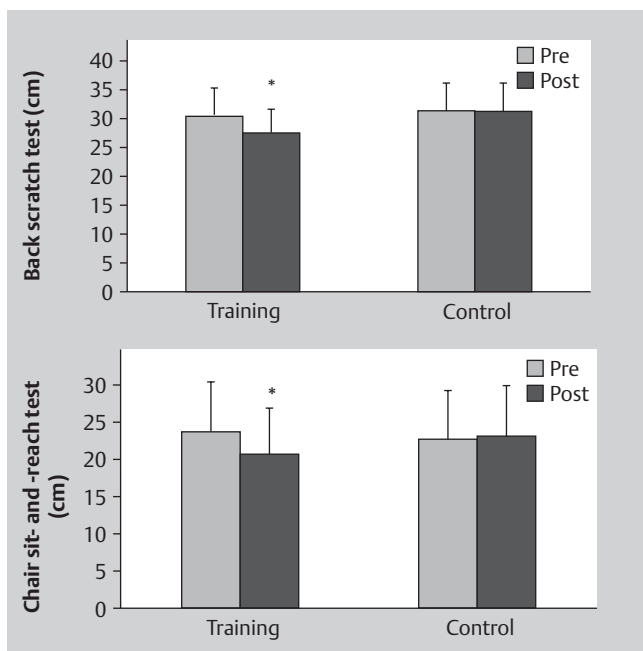 Back scratch test (cm)
40
35
30
25
20
15
10
5
0
*
Pre
Post
Training
Control
Chair sit- and -reach test
(cm)
30
25
20
15
10
5
0
*
Pre
Post
Training
Control